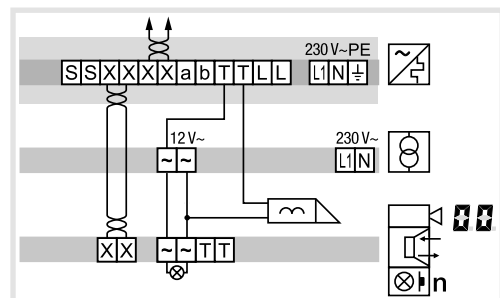 230 V~PE
S S X X X X a b T T L L L1 N ⏚
12 V~ 230 V~
~ ~ L1 N
X X ~ ~ T T
n